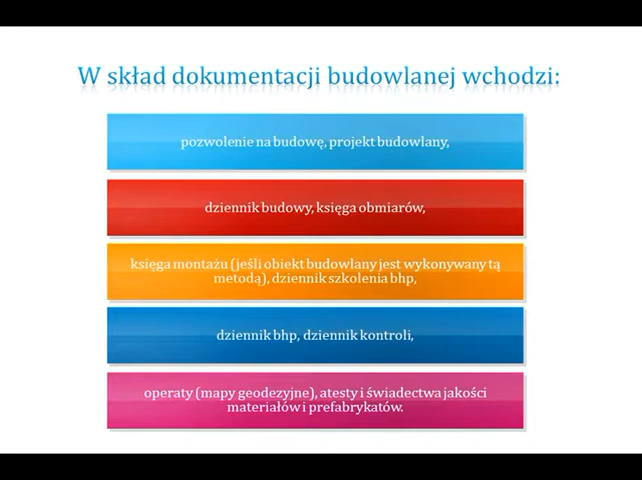 W skład dokumentacji budowlanej wchodzi:
pozwolenie na budowę, projekt budowlany,
dziennik budowy, księga obmiarów,
księga montażu (jeśli obiekt budowlany jest wykonywany tą
metodą), dziennik szkolenia bhp,
dziennik bhp, dziennik kontroli,
operaty (mapy geodezyjne), atesty i świadectwa jakości
materiałów i prefabrykatów.